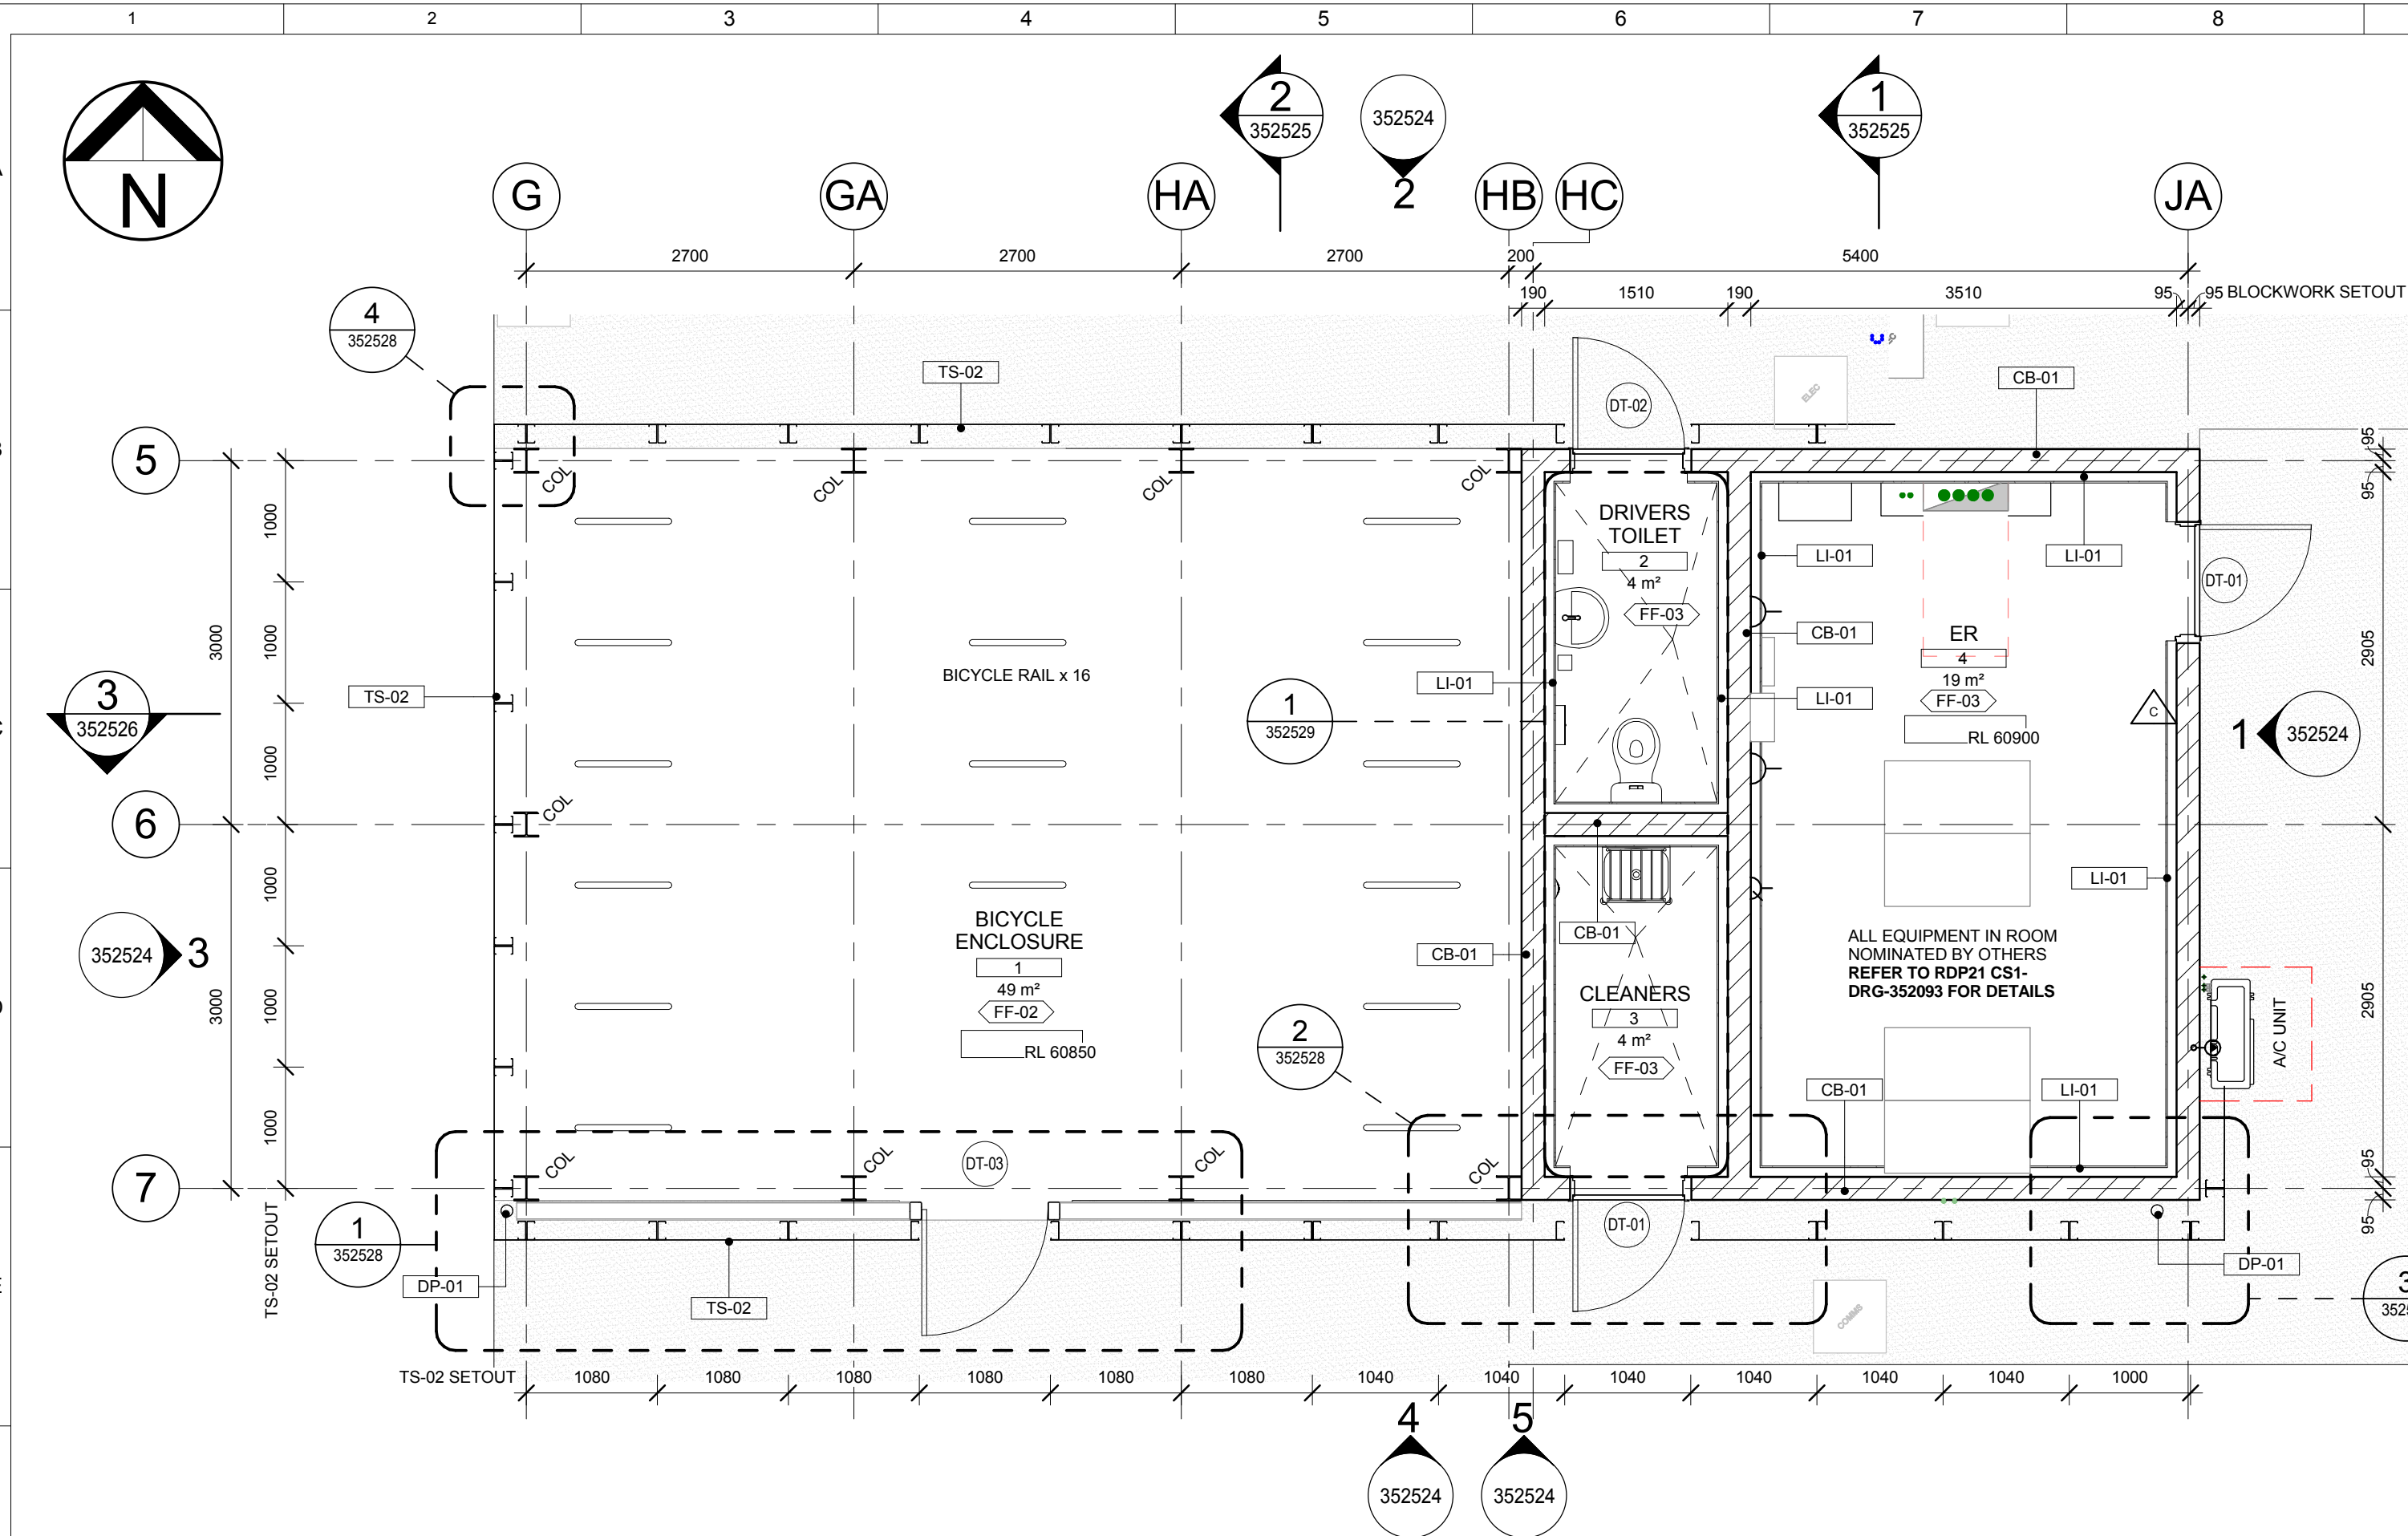 1 2 3 4 5 6 7 8
N
2
352525
352524
2
1
352525
G GA HA HB HC JA
2700 2700 2700 200 5400
190 1510 190 3510 95 95 BLOCKWORK SETOUT
4
352528
TS-02
DT-02
ELEC
CB-01
5
COL COL COL COL
95
95
1000
DRIVERS
TOILET
2
4 m²
FF-03
LI-01
LI-01
DT-01
3000
1000
CB-01
ER
4
19 m²
FF-03
RL 60900
2905
BICYCLE RAIL x 16
TS-02
LI-01
LI-01
3
352526
1000
1
352529
C
1
352524
6
COL
1000
LI-01
BICYCLE
ENCLOSURE
1
49 m²
FF-02
RL 60850
CB-01
CB-01
ALL EQUIPMENT IN ROOM
NOMINATED BY OTHERS
REFER TO RDP21 CS1-
DRG-352093 FOR DETAILS
352524
3
3000
1000
CLEANERS
3
4 m²
FF-03
2905
A/C UNIT
2
352528
CB-01
LI-01
1000
7
COL COL COL COL
DT-03
95
95
TS-02 SETOUT
1
352528
DT-01
DP-01
TS-02
COMMS
DP-01
TS-02 SETOUT
1080 1080 1080 1080 1080 1080 1040 1040 1040 1040 1040 1040 1000
4
352524
5
352524